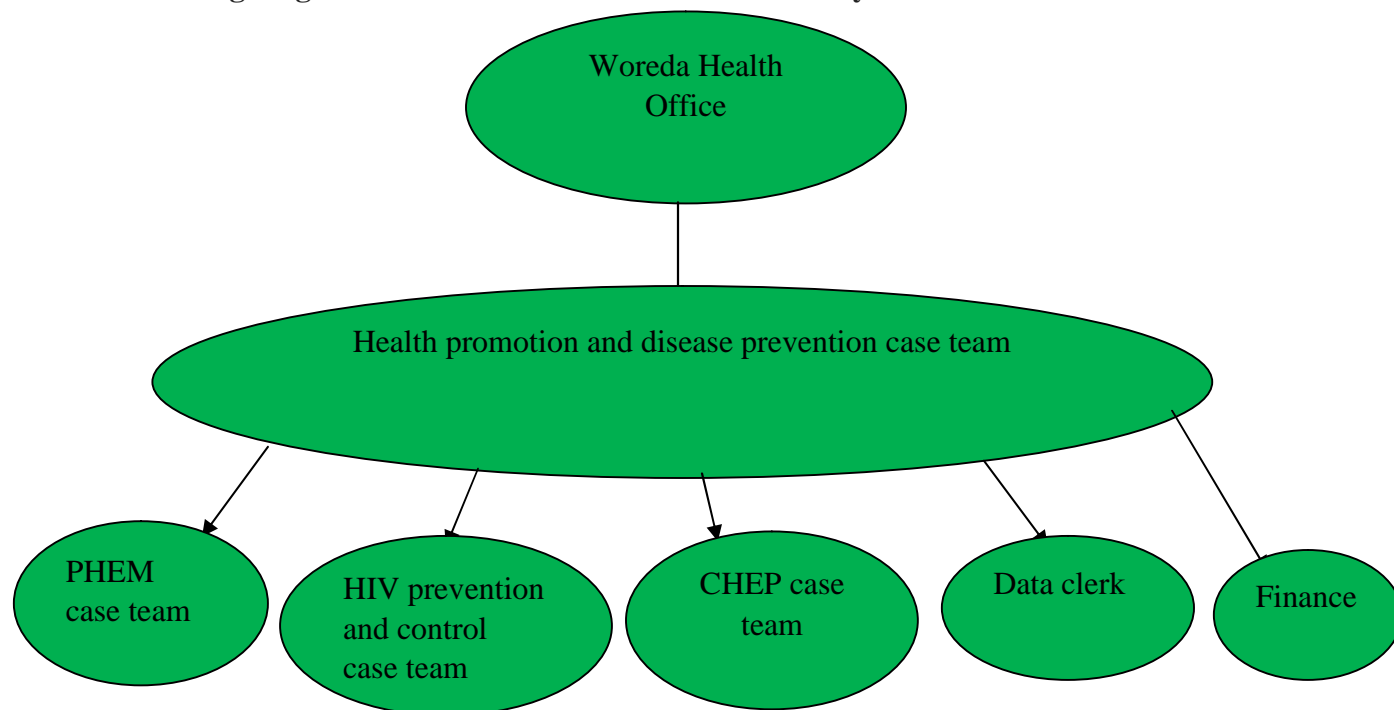 Woreda Health
Office
Health promotion and disease prevention case team
PHEM
case team
HIV prevention
and control
case team
CHEP case
team
Data clerk
Finance